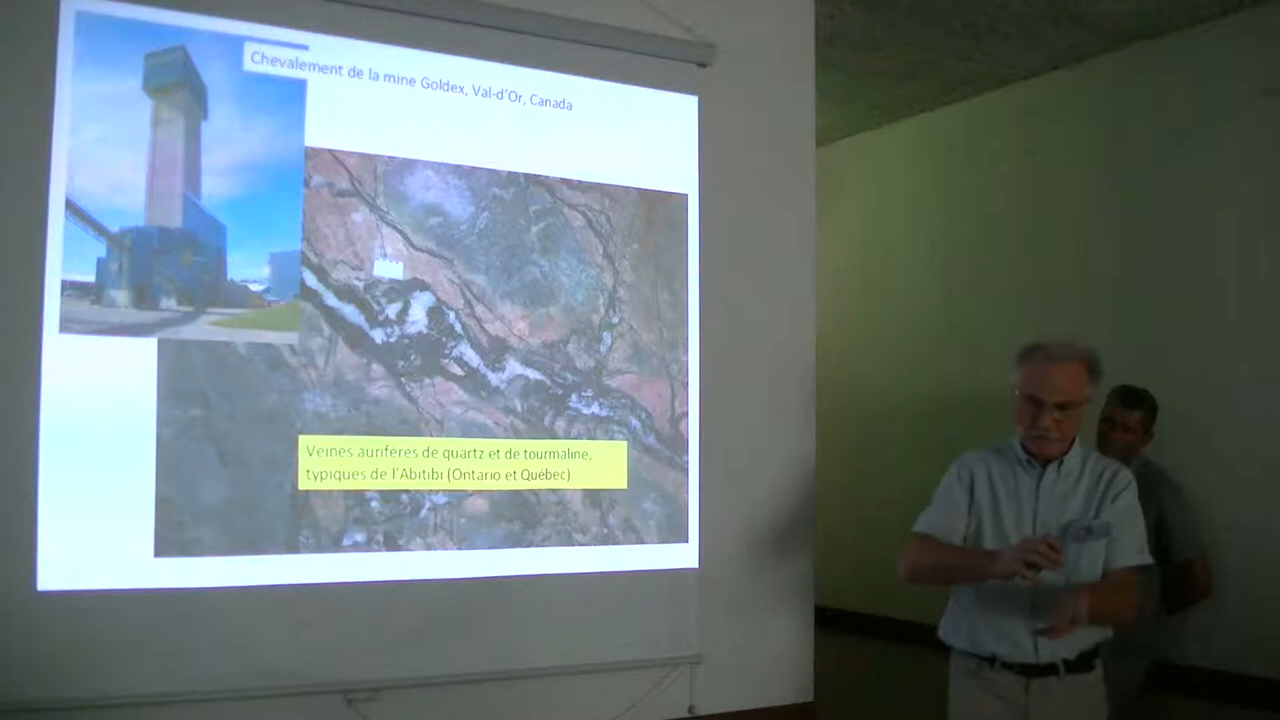 Chevalement de la mine Goldex, Val-d'Or, Canada
Veines aurifères de quartz et de tourmaline,
typiques de l'Abitibi (Ontario et Québec)